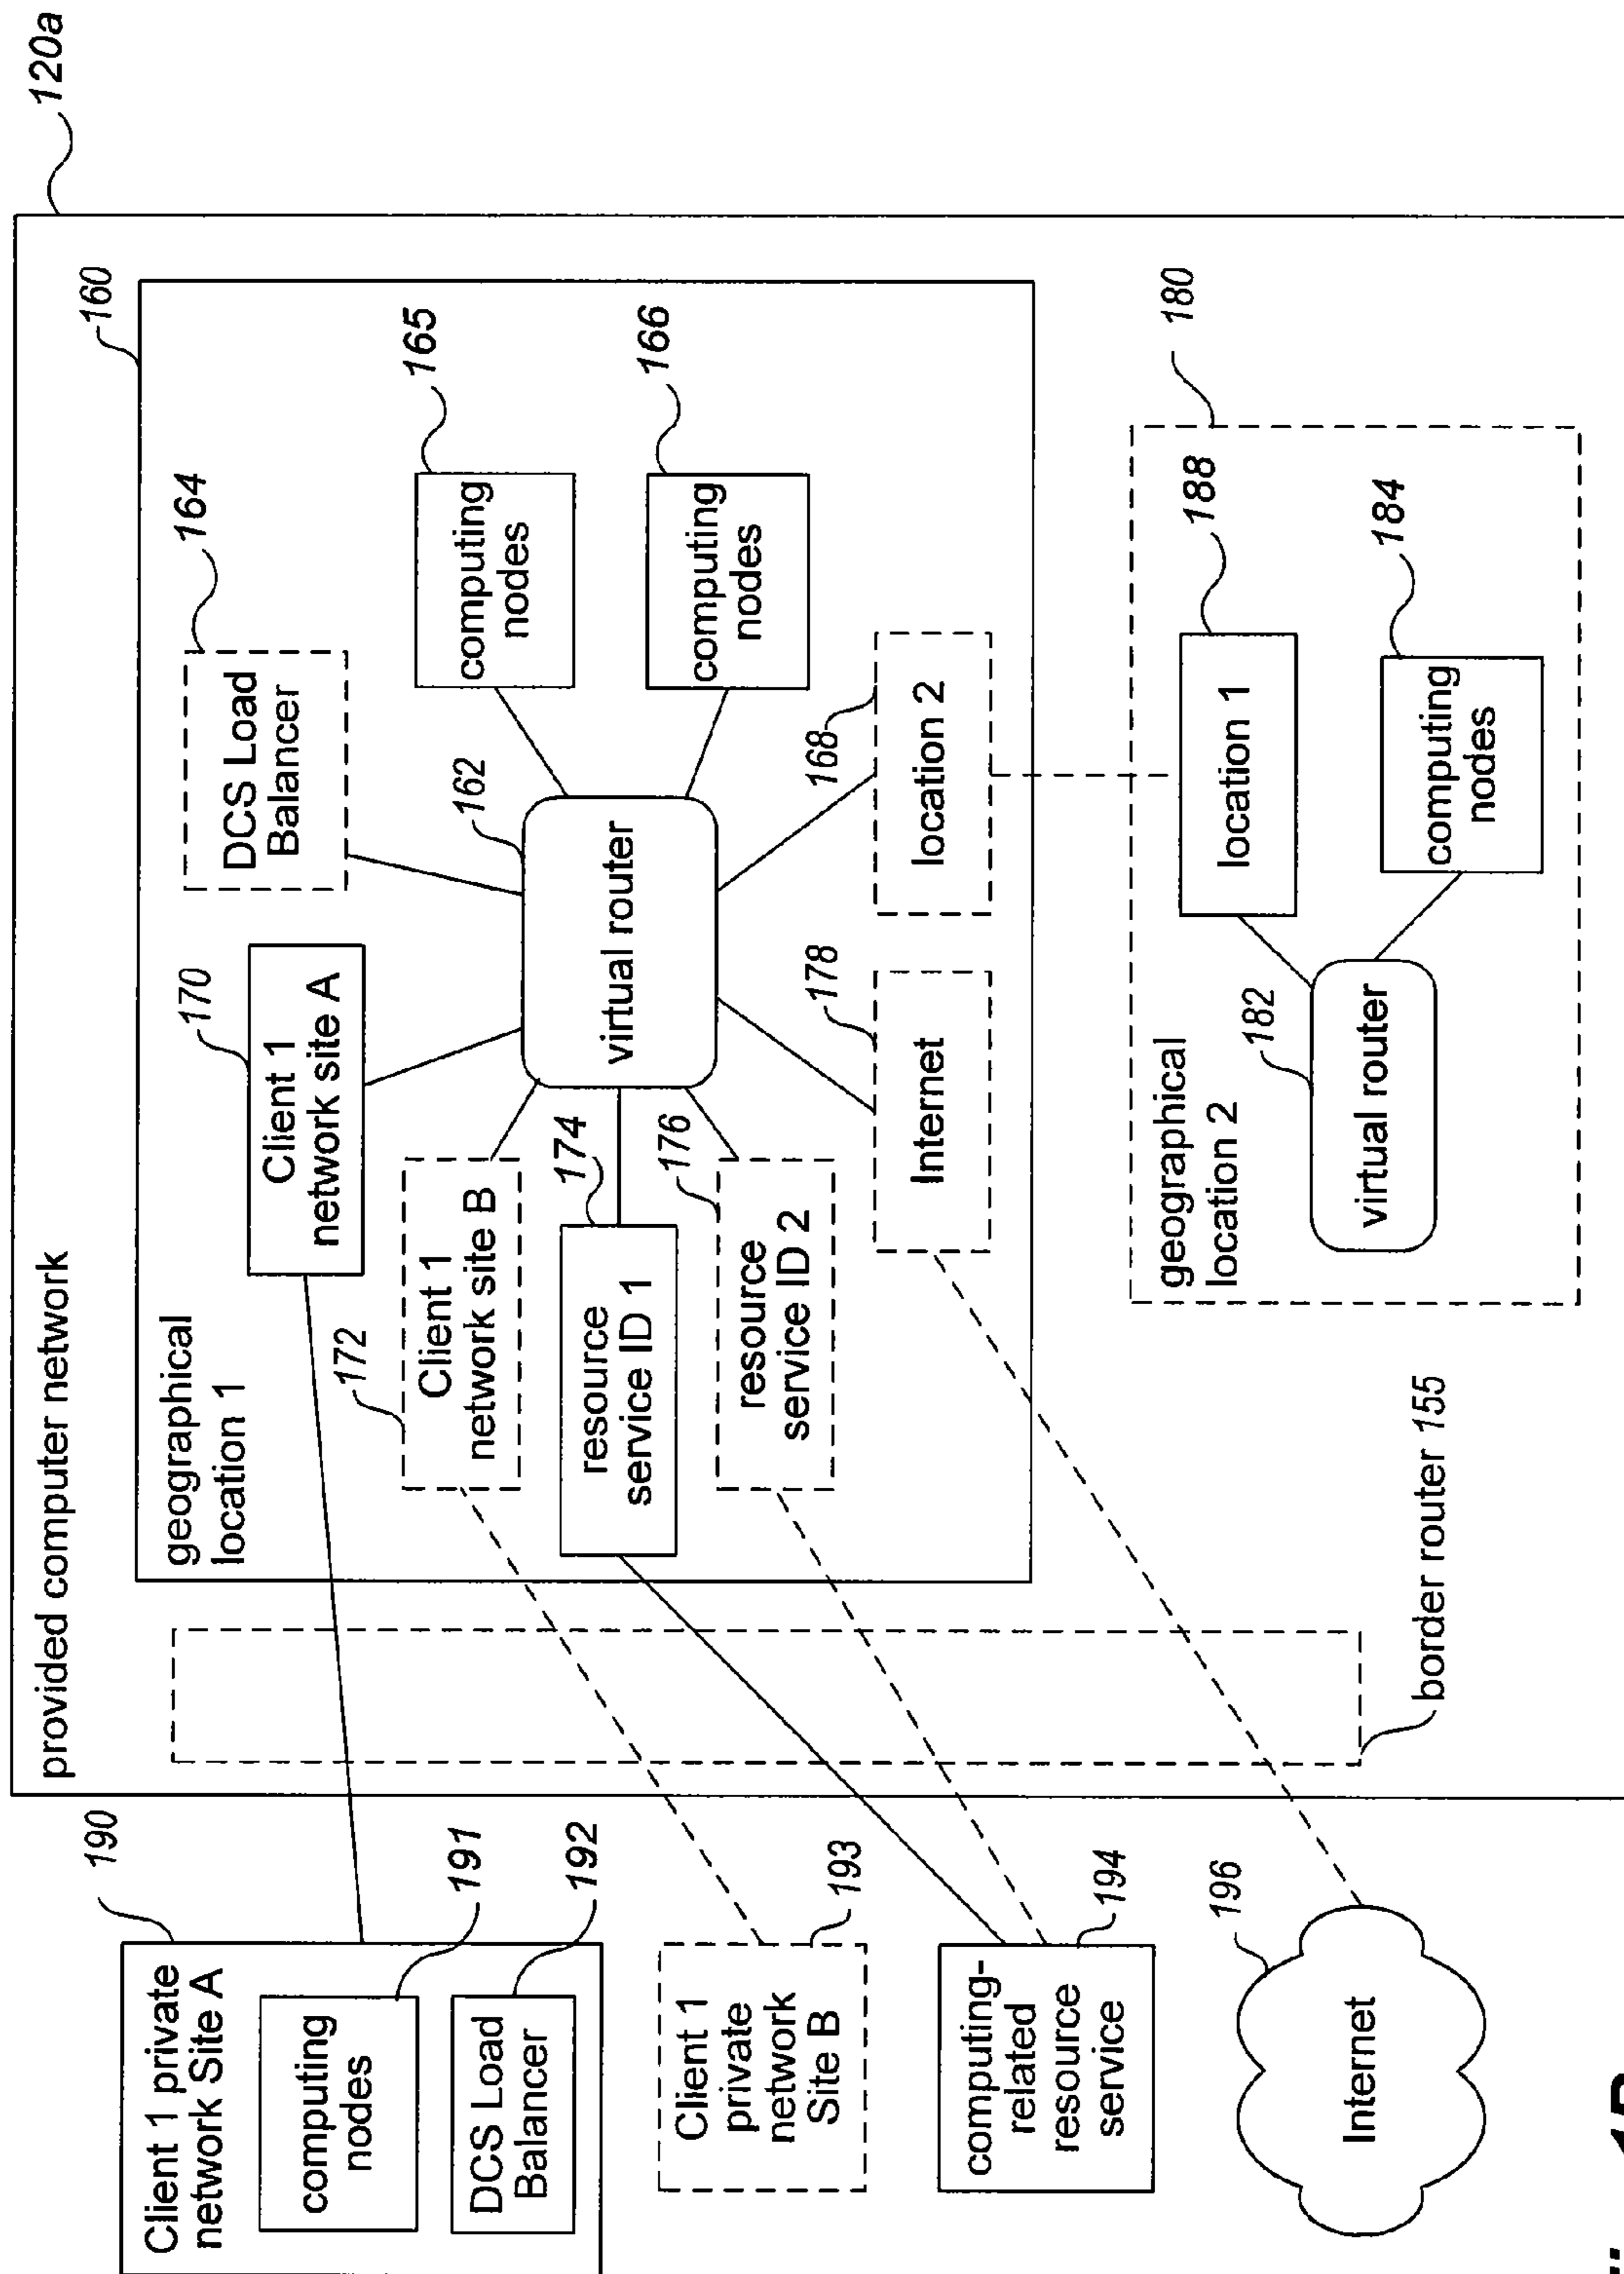 120a
provided computer network
160
geographical
location 1
170
Client 1
network site A
164
DCS Load
Balancer
172
Client 1
network site B
162
virtual router
165
computing
nodes
174
resource
service ID 1
166
computing
nodes
176
resource
service ID 2
178
Internet
168
location 2
180
geographical
location 2
188
location 1
182
virtual router
184
computing
nodes
border router 155
190
Client 1 private
network Site A
191
computing
nodes
192
DCS Load
Balancer
193
Client 1
private
network
Site B
194
computing-
related
resource
service
196
Internet